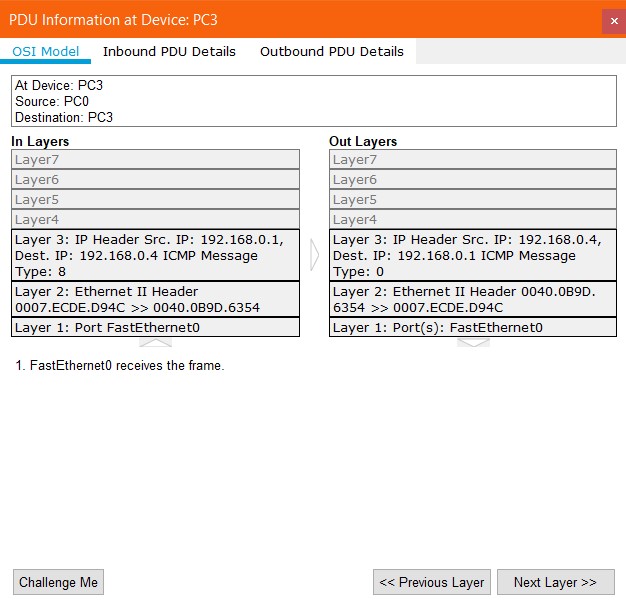 PDU Information at Device: PC3
×
OSI Model
Inbound PDU Details
Outbound PDU Details
At Device: PC3
Source: PC0
Destination: PC3
In Layers
Layer7
Layer6
Layer5
Layer4
Layer 3: IP Header Src. IP: 192.168.0.1,
Dest. IP: 192.168.0.4 ICMP Message
Type: 8
Layer 2: Ethernet II Header
0007.ECDE.D94C >> 0040.0B9D.6354
Layer 1: Port FastEthernet0
Out Layers
Layer7
Layer6
Layer5
Layer4
Layer 3: IP Header Src. IP: 192.168.0.4,
Dest. IP: 192.168.0.1 ICMP Message
Type: 0
Layer 2: Ethernet II Header 0040.0B9D.
6354 >> 0007.ECDE.D94C
Layer 1: Port(s): FastEthernet0
1. FastEthernet0 receives the frame.
Challenge Me
<< Previous Layer
Next Layer >>